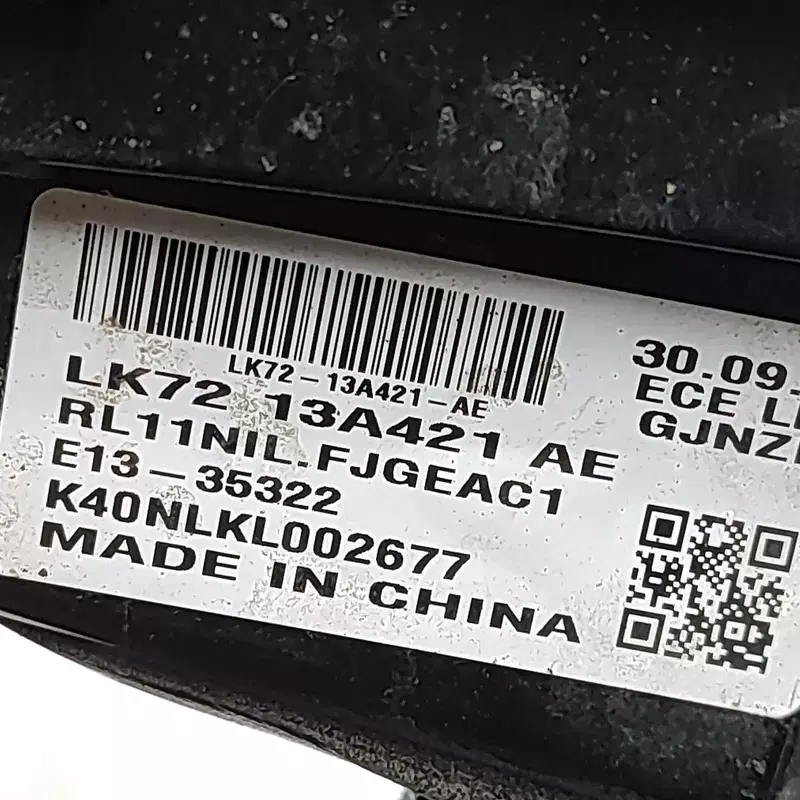 LK72-13A421-AE
LK72 13A421 AE
RL11NIL.FJGEAC1
E13-35322
K40NLKL002677
MADE IN CHINA
30.09.
ECE